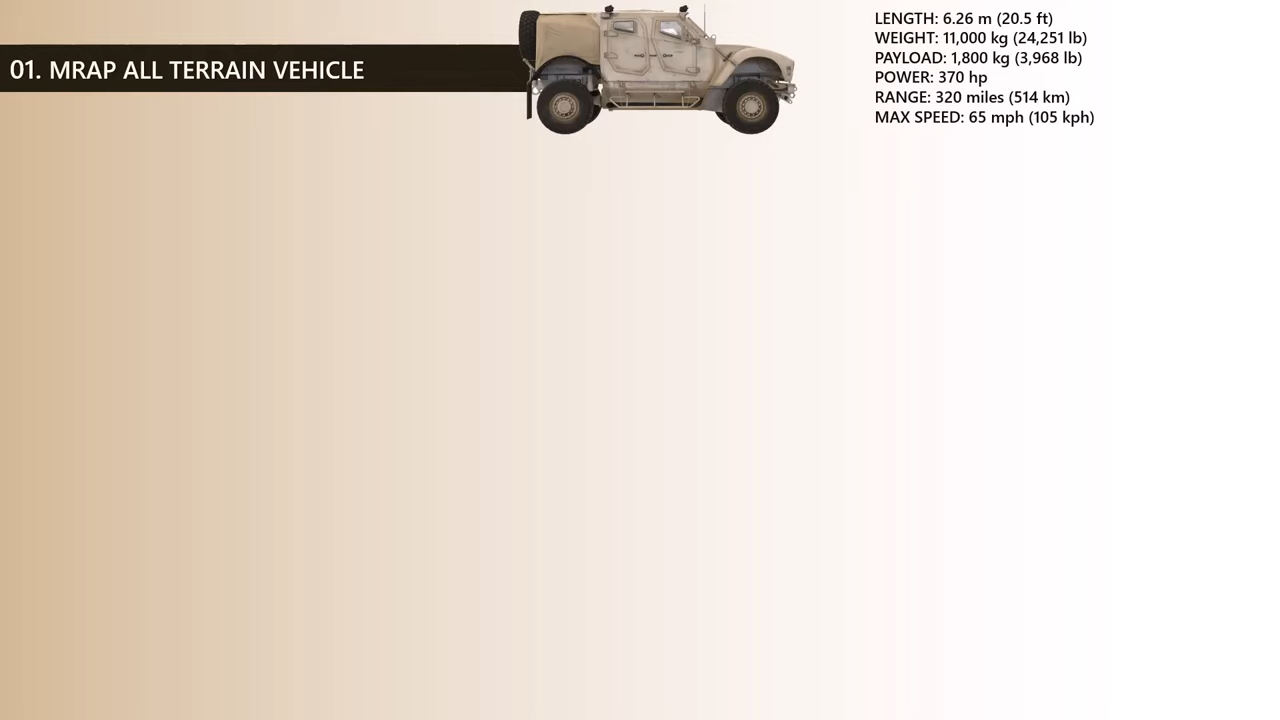 01. MRAP ALL TERRAIN VEHICLE
LENGTH: 6.26 m (20.5 ft)
WEIGHT: 11,000 kg (24,251 lb)
PAYLOAD: 1,800 kg (3,968 lb)
POWER: 370 hp
RANGE: 320 miles (514 km)
MAX SPEED: 65 mph (105 kph)